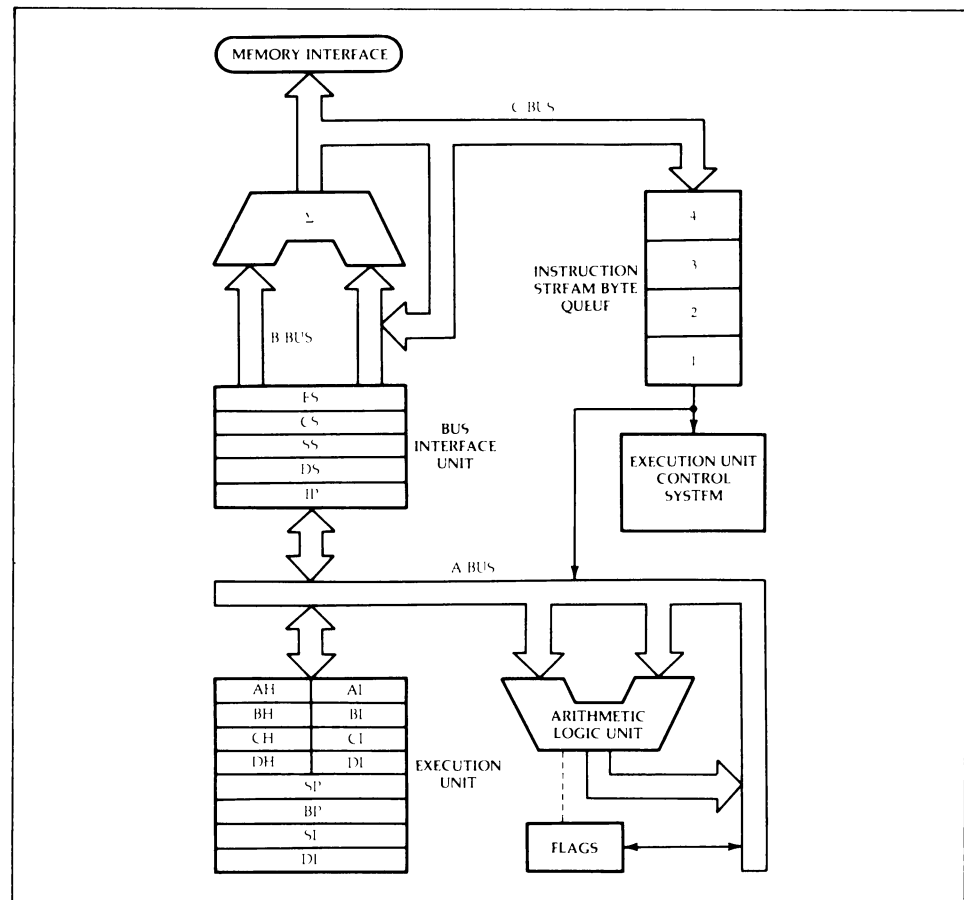 MEMORY INTERFACE
C BUS
Σ
4
3
2
1
INSTRUCTION
STREAM BYTE
QUEUE
B BUS
ES
CS
SS
DS
IP
BUS
INTERFACE
UNIT
EXECUTION UNIT
CONTROL
SYSTEM
A BUS
AH
AL
BH
BL
CH
CL
DH
DL
SP
BP
SI
DI
EXECUTION
UNIT
ARITHMETIC
LOGIC UNIT
FLAGS